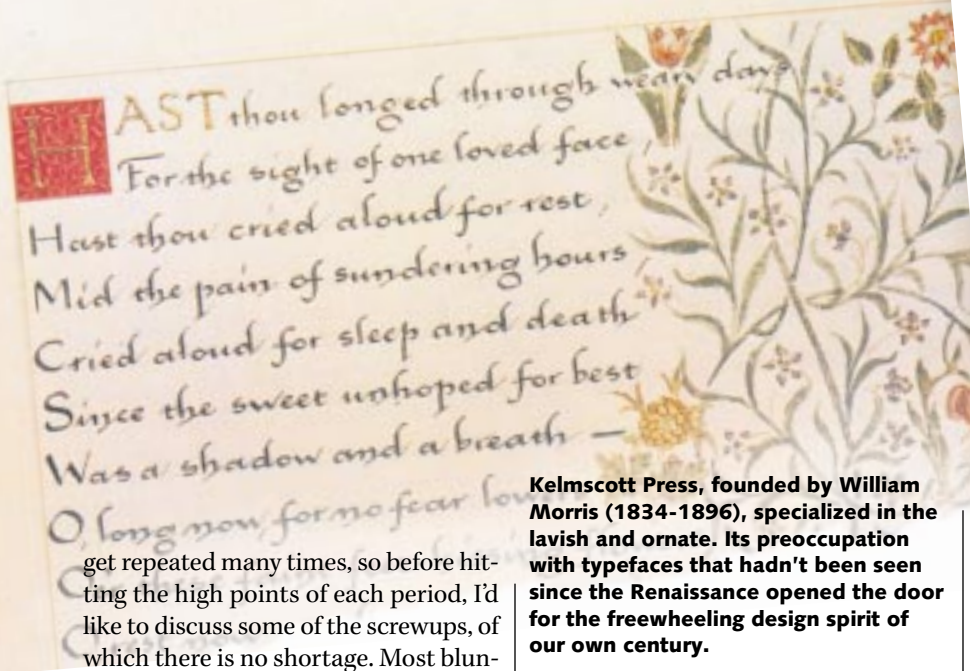 HAST thou longed through weary days
For the sight of one loved face,
Hast thou cried aloud for rest,
Mid the pain of sundering hours,
Cried aloud for sleep and death
Since the sweet unhoped for best
Was a shadow and a breath —
O, long now, for no fear
Kelmscott Press, founded by William
Morris (1834-1896), specialized in the
lavish and ornate. Its preoccupation
with typefaces that hadn't been seen
since the Renaissance opened the door
for the freewheeling design spirit of
our own century.
get repeated many times, so before hit-
ting the high points of each period, I'd
like to discuss some of the screwups, of
which there is no shortage. Most blun-